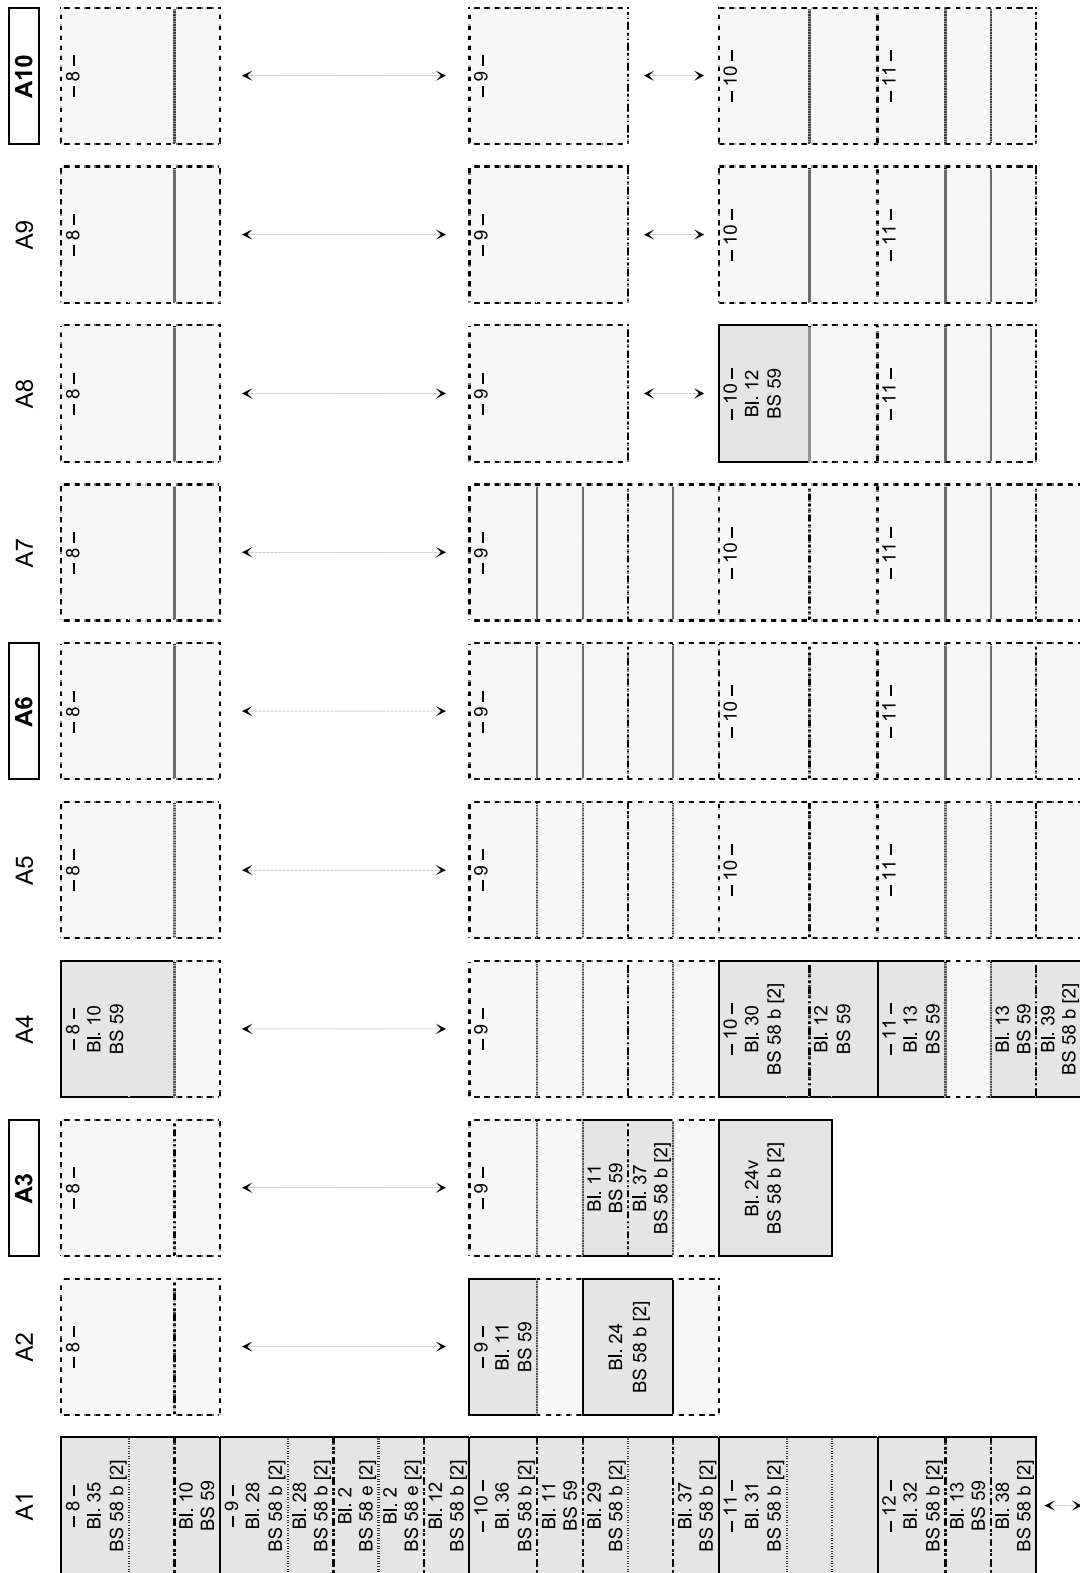 A1
– 8 –
Bl. 35
BS 58 b [2]
Bl. 10
BS 59
– 9 –
Bl. 28
BS 58 b [2]
Bl. 28
BS 58 b [2]
Bl. 2
BS 58 e [2]
Bl. 2
BS 58 e [2]
Bl. 12
BS 58 b [2]
– 10 –
Bl. 36
BS 58 b [2]
Bl. 11
BS 59
Bl. 29
BS 58 b [2]
Bl. 37
BS 58 b [2]
– 11 –
Bl. 31
BS 58 b [2]
– 12 –
Bl. 32
BS 58 b [2]
Bl. 13
BS 59
Bl. 38
BS 58 b [2]
A2
– 8 –
– 9 –
Bl. 11
BS 59
Bl. 24
BS 58 b [2]
A3
– 8 –
– 9 –
Bl. 11
BS 59
Bl. 37
BS 58 b [2]
Bl. 24v
BS 58 b [2]
A4
– 8 –
Bl. 10
BS 59
– 9 –
– 10 –
Bl. 30
BS 58 b [2]
Bl. 12
BS 59
– 11 –
Bl. 13
BS 59
Bl. 13
BS 59
Bl. 39
BS 58 b [2]
A5
– 8 –
– 9 –
– 10 –
– 11 –
A6
– 8 –
– 9 –
– 10 –
– 11 –
A7
– 8 –
– 9 –
– 10 –
– 11 –
A8
– 8 –
– 9 –
– 10 –
Bl. 12
BS 59
– 11 –
A9
– 8 –
– 9 –
– 10 –
– 11 –
A10
– 8 –
– 9 –
– 10 –
– 11 –